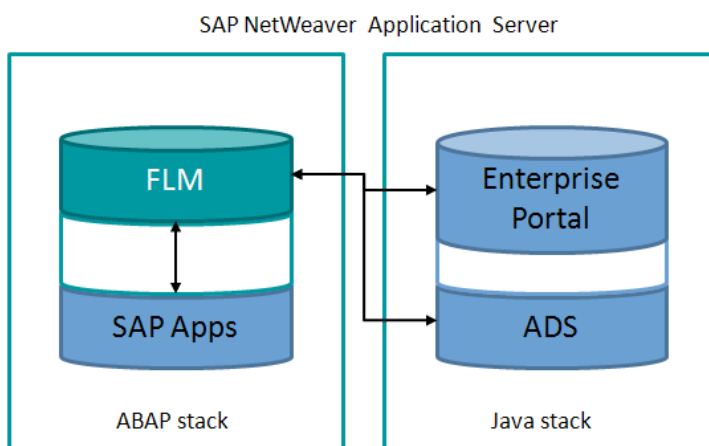 SAP NetWeaver Application Server
FLM
SAP Apps
ABAP stack
Enterprise
Portal
ADS
Java stack